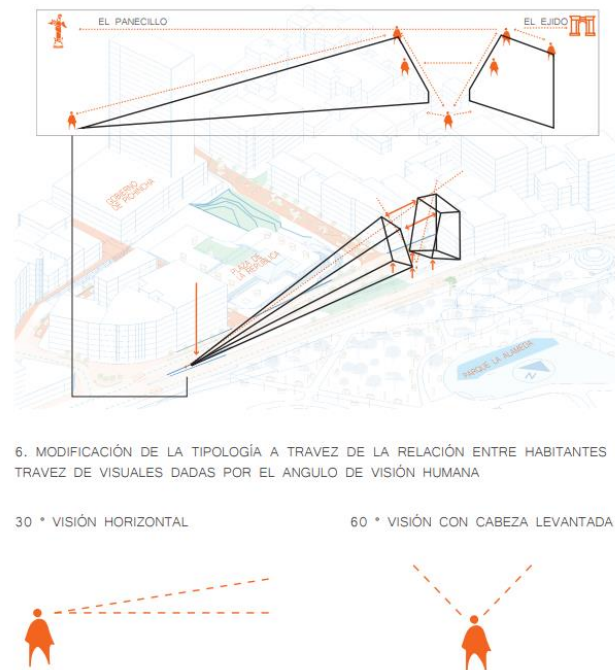 EL PANECILLO
EL EJIDO
GOBIERNO
DE PICHINCHA
PLAZA DE
LA REPUBLICA
PARQUE LA ALAMEDA
N
6. MODIFICACIÓN DE LA TIPOLOGÍA A TRAVEZ DE LA RELACIÓN ENTRE HABITANTES
TRAVEZ DE VISUALES DADAS POR EL ANGULO DE VISIÓN HUMANA
30 ° VISIÓN HORIZONTAL
60 ° VISIÓN CON CABEZA LEVANTADA